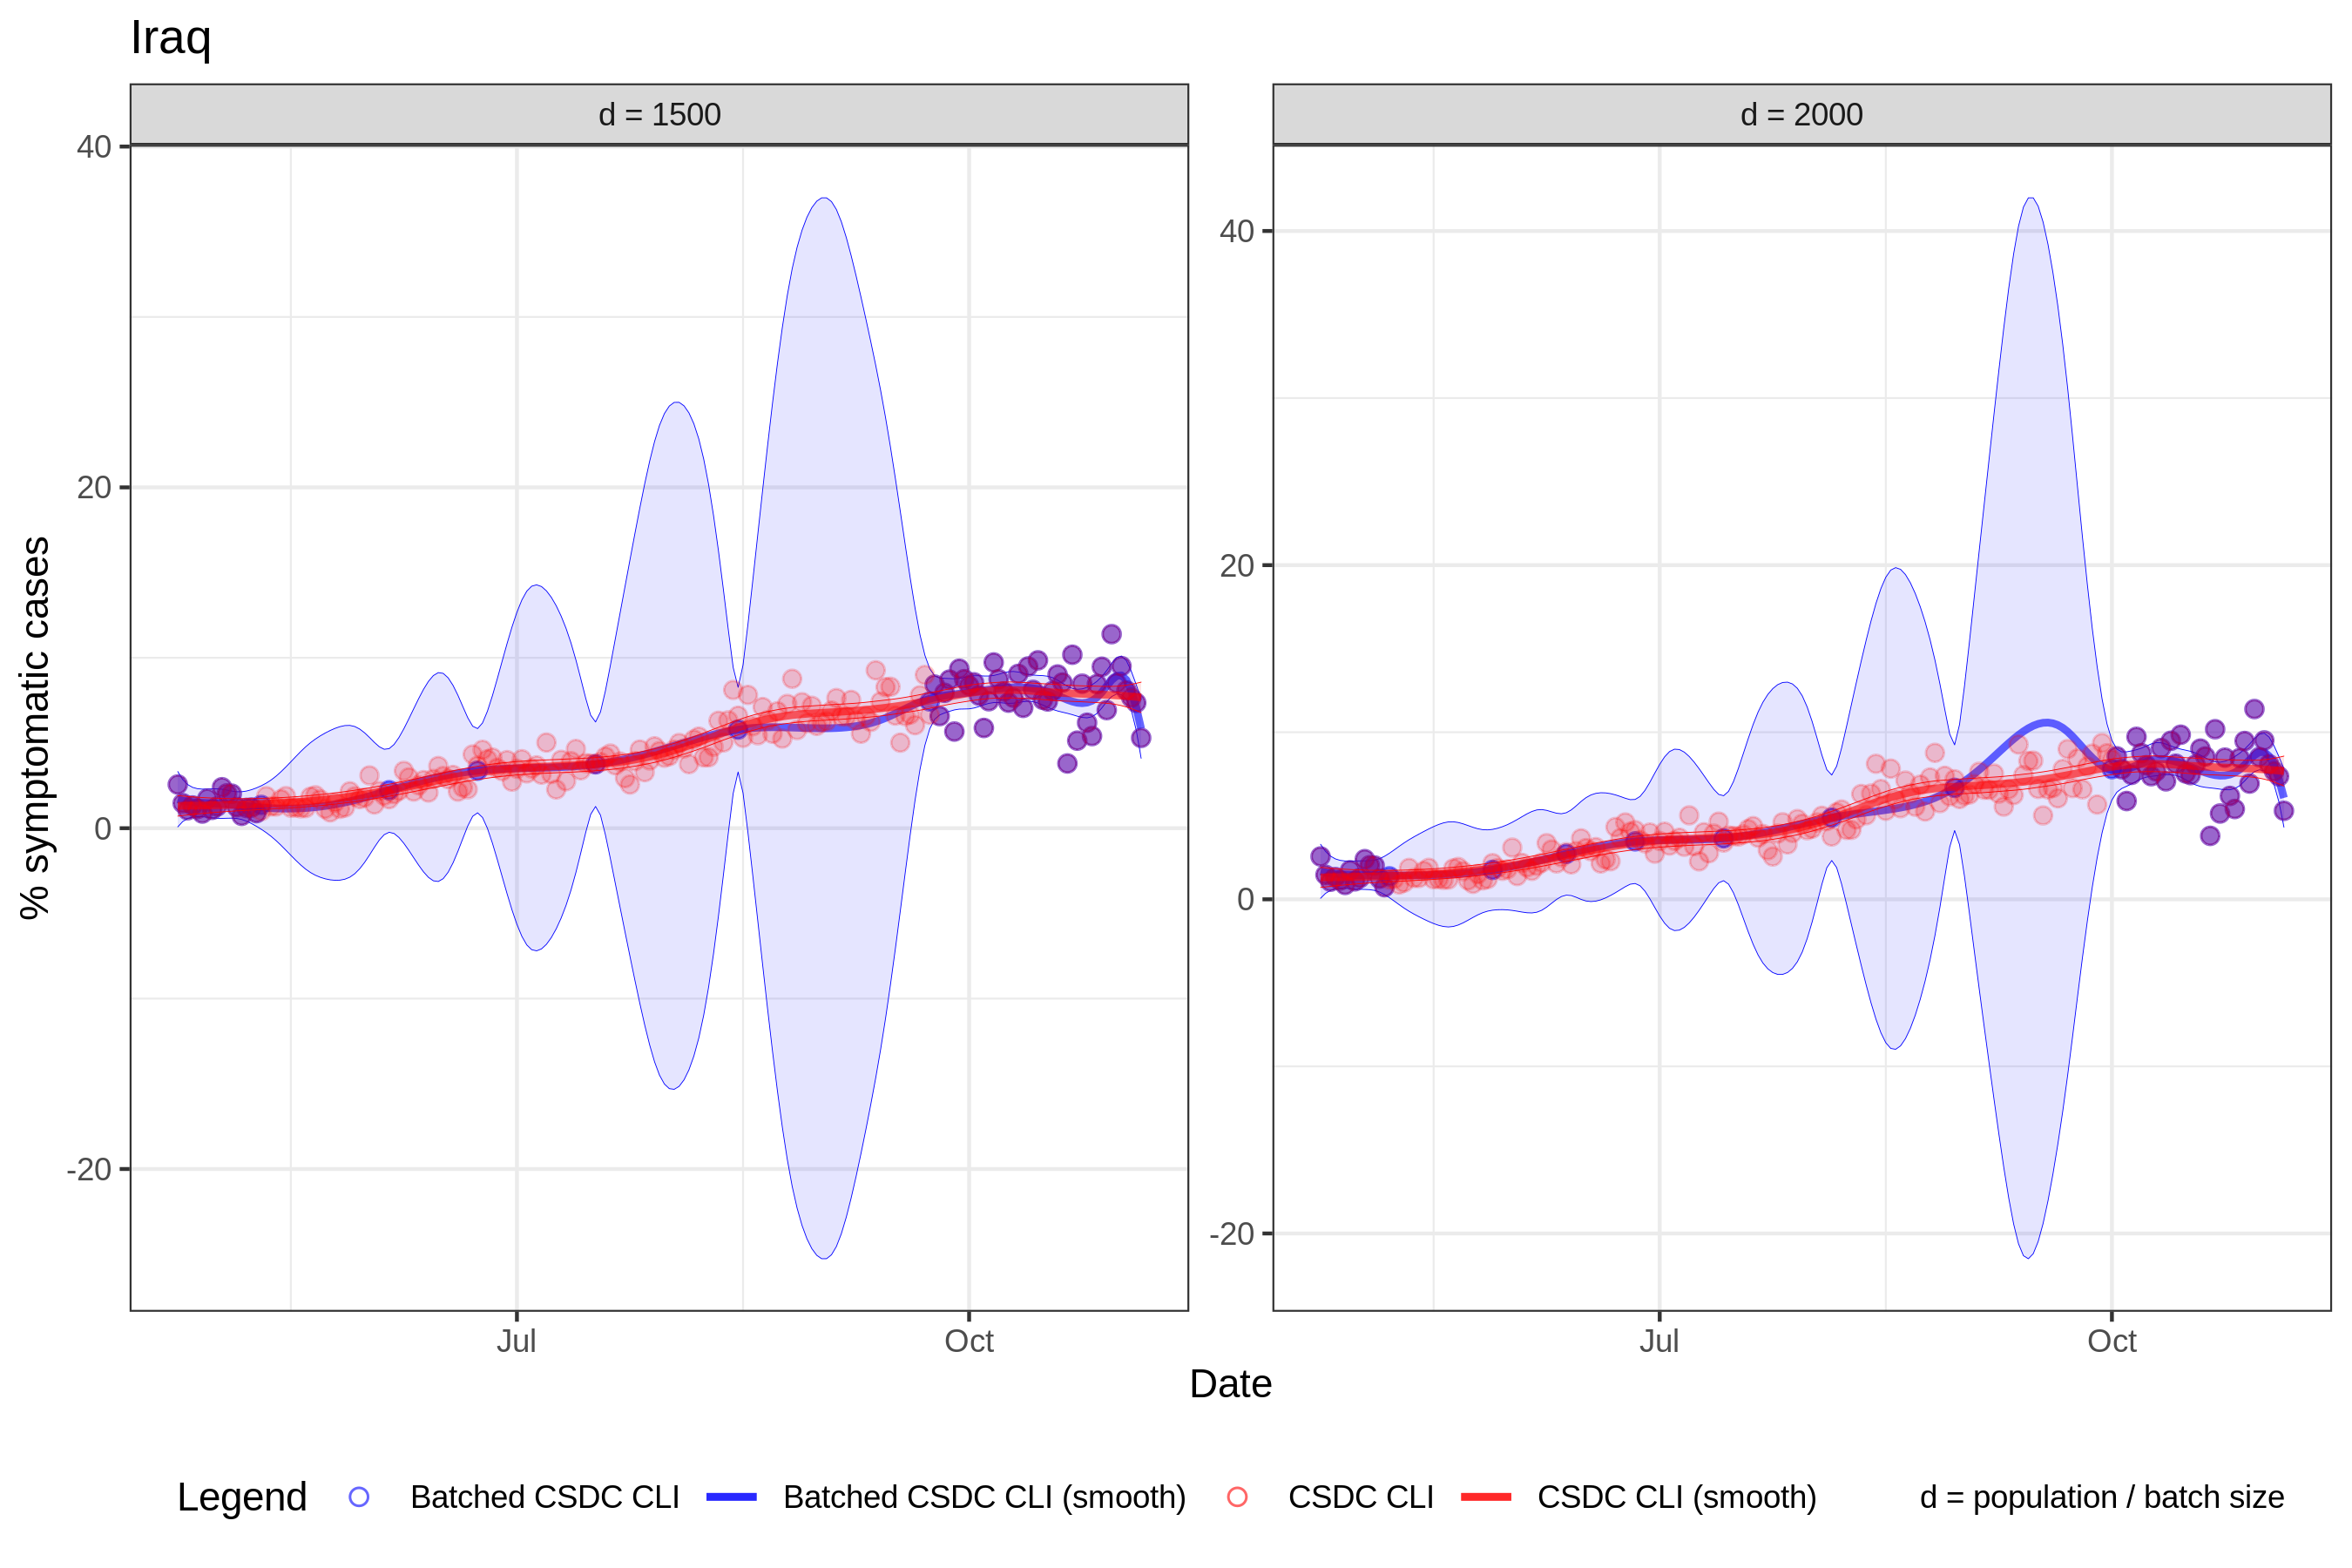 Iraq
d = 1500
d = 2000
40
20
0
-20
40
20
0
-20
% symptomatic cases
Jul
Oct
Jul
Oct
Date
Legend
Batched CSDC CLI
Batched CSDC CLI (smooth)
CSDC CLI
CSDC CLI (smooth)
d = population / batch size